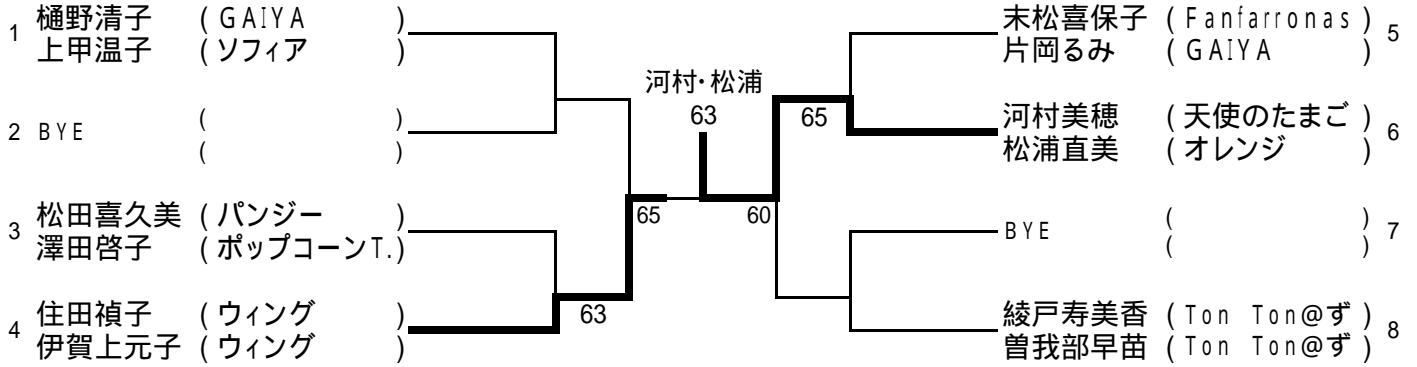 1 樋野清子 (GAIYA)
上甲温子 (ソフィア)
2 BYE ( )
( )
3 松田喜久美 (パンジー)
澤田啓子 (ポップコーンT.)
4 住田禎子 (ウィング)
伊賀上元子 (ウィング)
63
65
河村・松浦
63
60
65
末松喜保子 (Fanfarronas) 5
片岡るみ (GAIYA)
河村美穂 (天使のたまご) 6
松浦直美 (オレンジ)
BYE ( ) 7
( )
綾戸寿美香 (Ton Ton@ず) 8
曽我部早苗 (Ton Ton@ず)